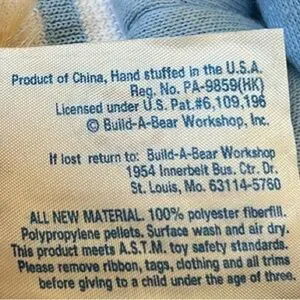 Product of China, Hand stuffed in the U.S.A.
Reg. No. PA-9859(HK)
Licensed under U.S. Pat.#6,109,196
© Build-A-Bear Workshop, Inc.
If lost return to: Build-A-Bear Workshop
1954 Innerbelt Bus. Ctr. Dr.
St. Louis, Mo. 63114-5760
ALL NEW MATERIAL. 100% polyester fiberfill.
Polypropylene pellets. Surface wash and air dry.
This product meets A.S.T.M. toy safety standards.
Please remove ribbon, tags, clothing and all trims
before giving to a child under the age of three.